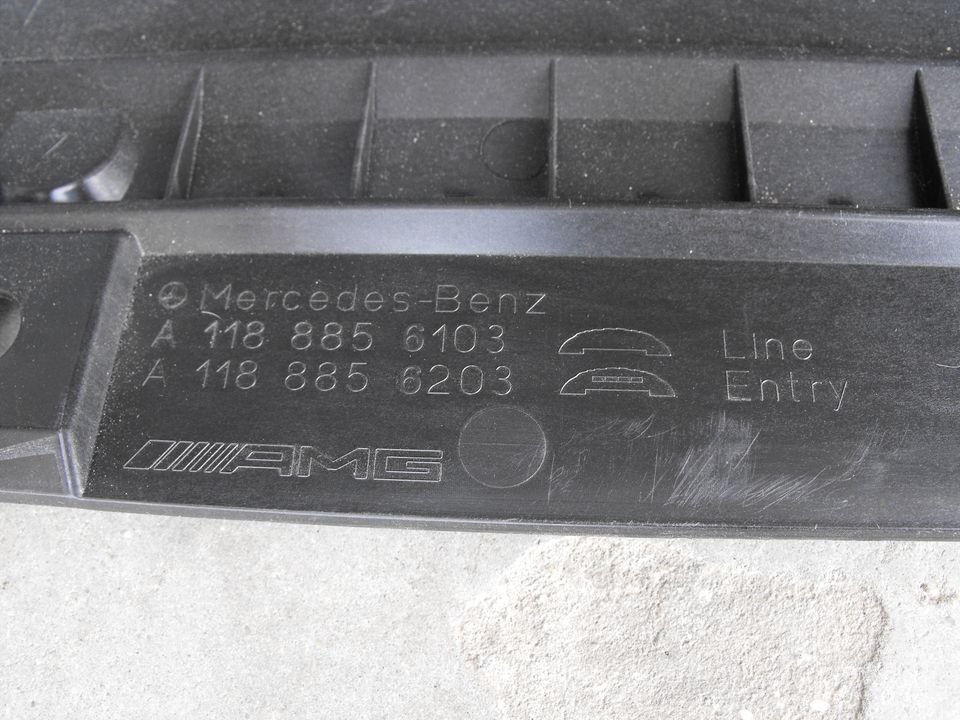 Mercedes-Benz
A 118 885 6103 Line
A 118 885 6203 Entry
AMG